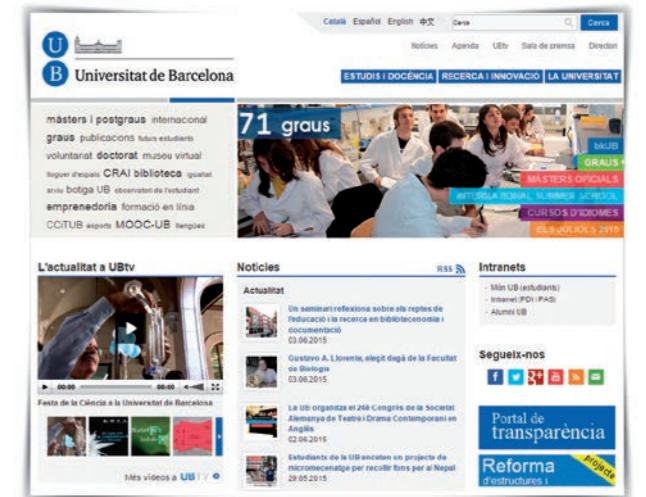 Català Español English 中文 Cerca Cerca
Notícies Agenda UBtv Sala de premsa Directori
U
B Universitat de Barcelona
ESTUDIS I DOCÈNCIA RECERCA I INNOVACIÓ LA UNIVERSITAT
màsters i postgraus internaconal
graus publicacions futurs estudiants
voluntariat doctorat museu virtual
lloguer d'espais CRAI biblioteca igualtat
arxiu botiga UB observatori de l'estudiant
emprenedoria formació en línia
CCiTUB esports MOOC-UB llengües
71 graus
bkUB
GRAUS +
MÀSTERS OFICIALS
SUMMER SCHOOL
CURSOS D'IDIOMES
ELS JULIOLS 2015
L'actualitat a UBtv
00:00 00:00
Festa de la Ciència a la Universitat de Barcelona
Més vídeos a UBTV
Notícies RSS
Actualitat
Un seminari reflexiona sobre els reptes de
l'educació i la recerca en biblioteconomia i
documentació
03.06.2015
Gustavo A. Llorente, elegit degà de la Facultat
de Biologia
03.06.2015
La UB organitza el 24è Congrés de la Societat
Alemanya de Teatre i Drama Contemporani en
Anglès
02.06.2015
Estudiants de la UB enceten un projecte de
micromecenatge per recollir fons per al Nepal
29.05.2015
Intranets
- Món UB (estudiants)
- Intranet (PDI i PAS)
- Alumni UB
Segueix-nos
Portal de
transparència
Reforma
d'estructures i
projecte